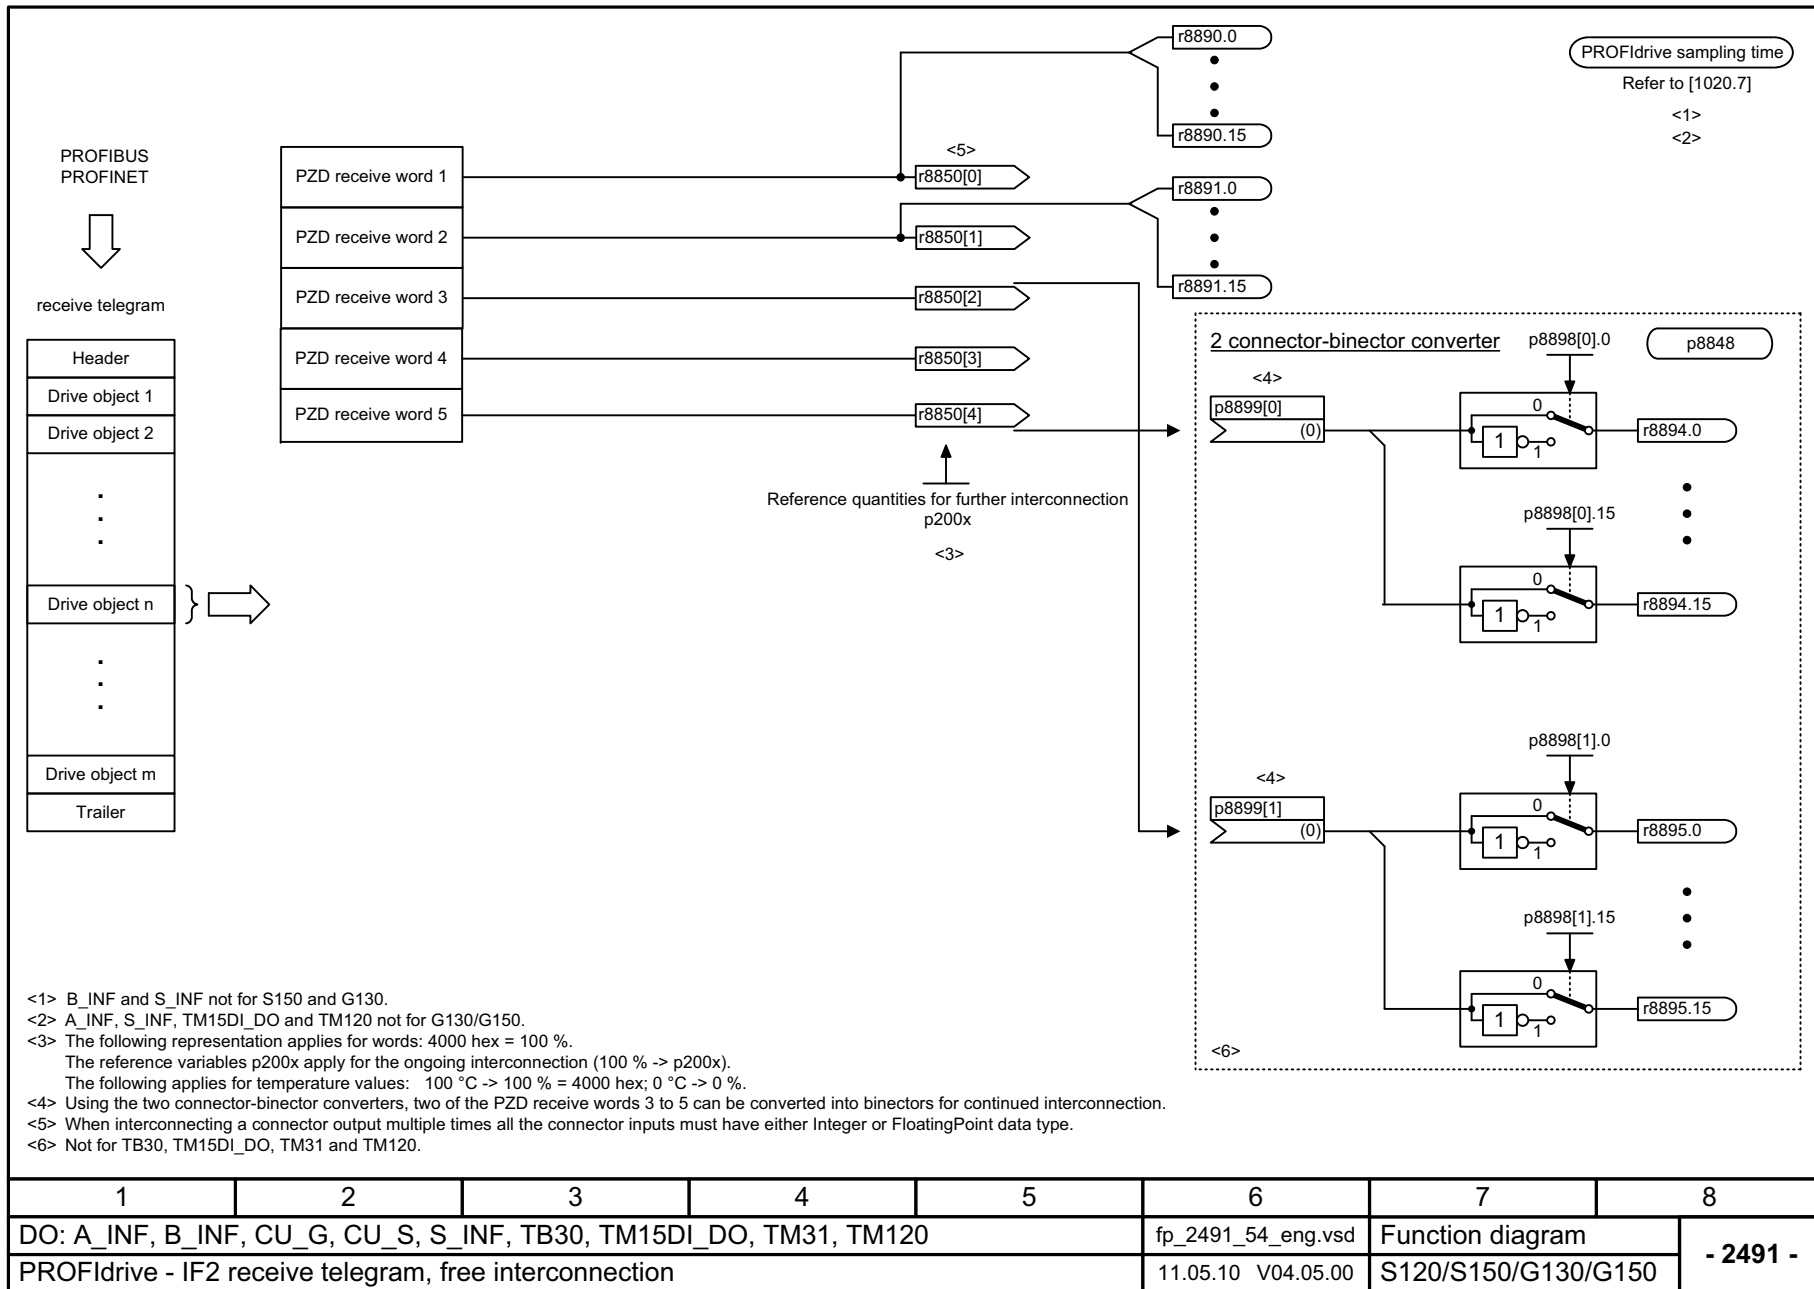 PROFIBUS
PROFINET
receive telegram
Header
Drive object 1
Drive object 2
Drive object n
Drive object m
Trailer
PZD receive word 1
PZD receive word 2
PZD receive word 3
PZD receive word 4
PZD receive word 5
<5>
r8850[0]
r8850[1]
r8850[2]
r8850[3]
r8850[4]
Reference quantities for further interconnection
p200x
<3>
r8890.0
r8890.15
r8891.0
r8891.15
PROFIdrive sampling time
Refer to [1020.7]
<1>
<2>
2 connector-binector converter
p8848
<4>
p8899[0]
(0)
p8898[0].0
0
1
1
r8894.0
p8898[0].15
0
1
1
r8894.15
<4>
p8899[1]
(0)
p8898[1].0
0
1
1
r8895.0
p8898[1].15
0
1
1
r8895.15
<6>
<1> B_INF and S_INF not for S150 and G130.
<2> A_INF, S_INF, TM15DI_DO and TM120 not for G130/G150.
<3> The following representation applies for words: 4000 hex = 100 %.
The reference variables p200x apply for the ongoing interconnection (100 % -> p200x).
The following applies for temperature values: 100 °C -> 100 % = 4000 hex; 0 °C -> 0 %.
<4> Using the two connector-binector converters, two of the PZD receive words 3 to 5 can be converted into binectors for continued interconnection.
<5> When interconnecting a connector output multiple times all the connector inputs must have either Integer or FloatingPoint data type.
<6> Not for TB30, TM15DI_DO, TM31 and TM120.
1 2 3 4 5 6 7 8
DO: A_INF, B_INF, CU_G, CU_S, S_INF, TB30, TM15DI_DO, TM31, TM120
fp_2491_54_eng.vsd
Function diagram
- 2491 -
PROFIdrive - IF2 receive telegram, free interconnection
11.05.10 V04.05.00
S120/S150/G130/G150